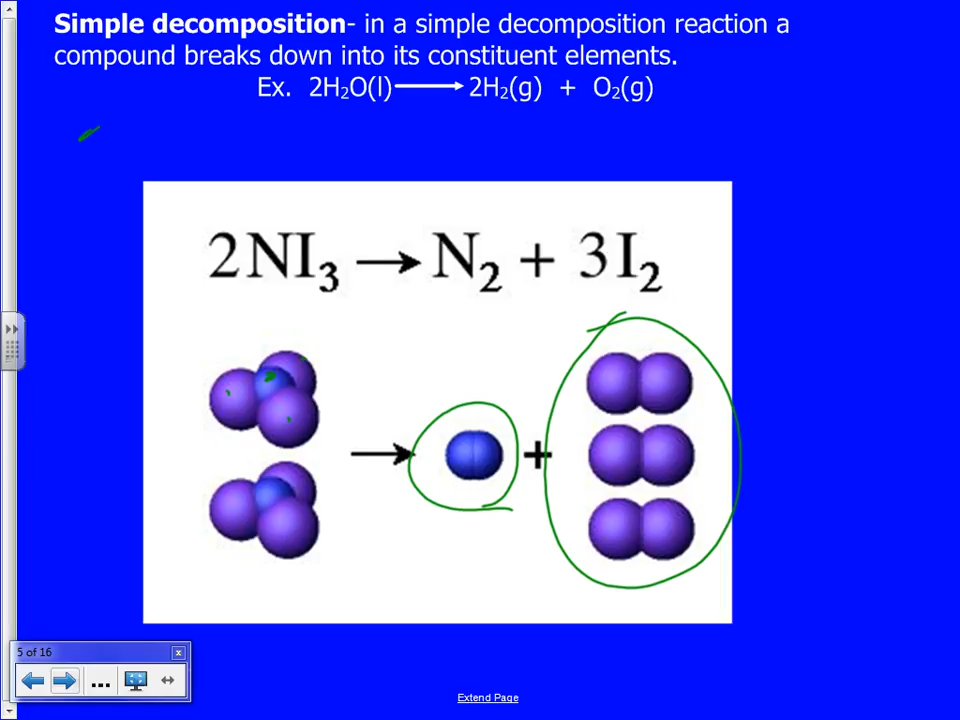 Simple decomposition- in a simple decomposition reaction a
compound breaks down into its constituent elements.
Ex. 2H₂O(l) ⟶ 2H₂(g) + O₂(g)
2NI₃ → N₂ + 3I₂
→ +
5 of 16 x
...
Extend Page